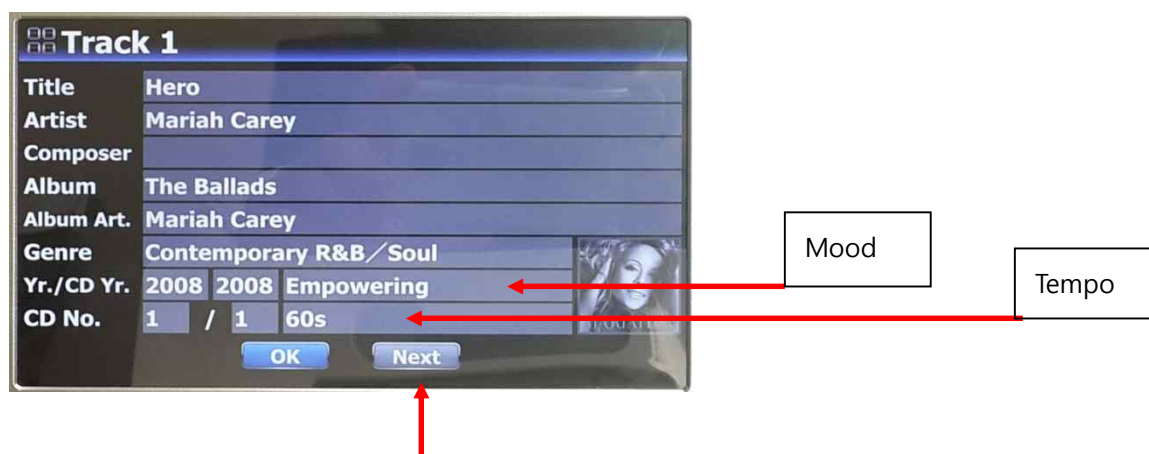 Track 1
Title Hero
Artist Mariah Carey
Composer
Album The Ballads
Album Art. Mariah Carey
Genre Contemporary R&B／Soul
Yr./CD Yr. 2008 2008 Empowering
CD No. 1 / 1 60s
OK Next
Mood
Tempo